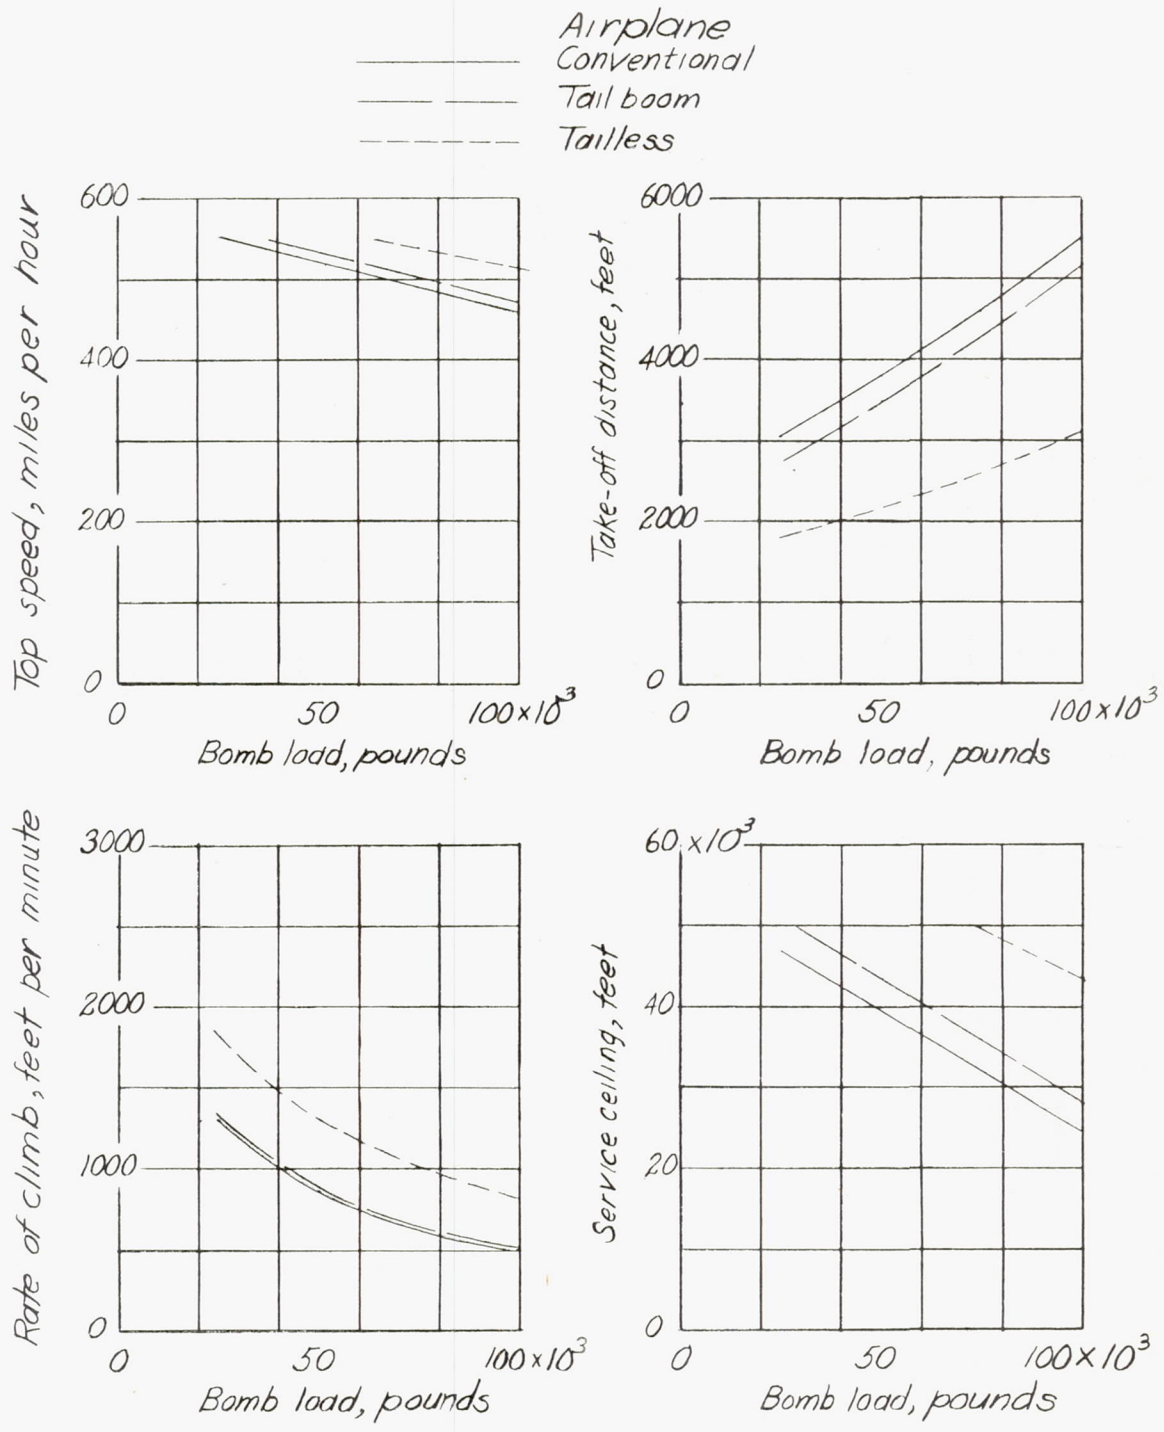 Airplane
Conventional
Tail boom
Tailless
Top speed, miles per hour
600
400
200
0
0 50 100×10³
Bomb load, pounds
Take-off distance, feet
6000
4000
2000
0
0 50 100×10³
Bomb load, pounds
Rate of climb, feet per minute
3000
2000
1000
0
0 50 100×10³
Bomb load, pounds
Service ceiling, feet
60×10³
40
20
0
0 50 100×10³
Bomb load, pounds